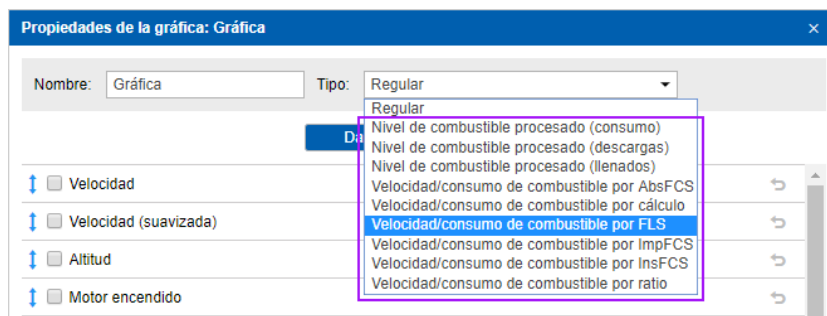 Propiedades de la gráfica: Gráfica ×
Nombre: Gráfica Tipo: Regular
Regular
Nivel de combustible procesado (consumo)
Da
Nivel de combustible procesado (descargas)
Nivel de combustible procesado (llenados)
Velocidad
Velocidad/consumo de combustible por AbsFCS
Velocidad/consumo de combustible por cálculo
Velocidad (suavizada)
Velocidad/consumo de combustible por FLS
Velocidad/consumo de combustible por ImpFCS
Altitud
Velocidad/consumo de combustible por InsFCS
Velocidad/consumo de combustible por ratio
Motor encendido